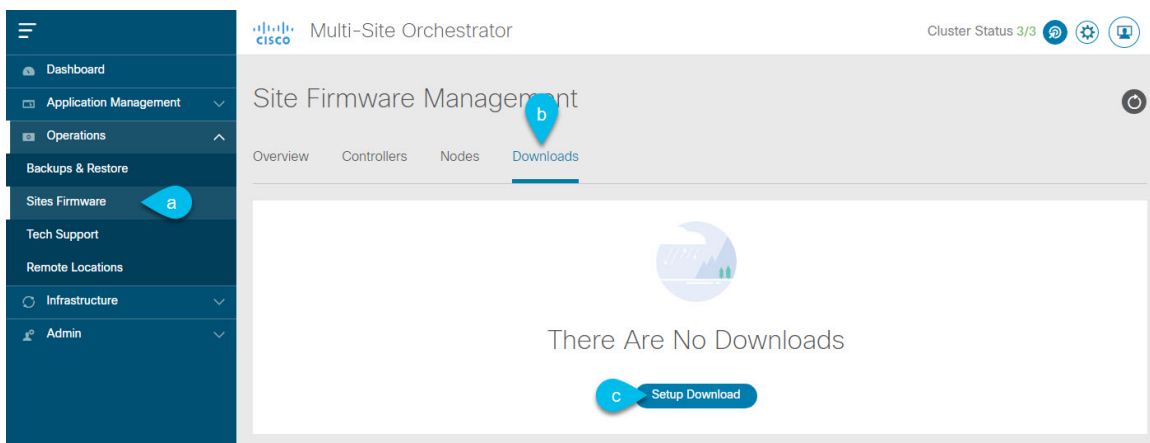 CISCO Multi-Site Orchestrator
Cluster Status 3/3
Dashboard
Application Management
Operations
Backups & Restore
Sites Firmware a
Tech Support
Remote Locations
Infrastructure
Admin
Site Firmware Management
b
Overview Controllers Nodes Downloads
There Are No Downloads
c Setup Download